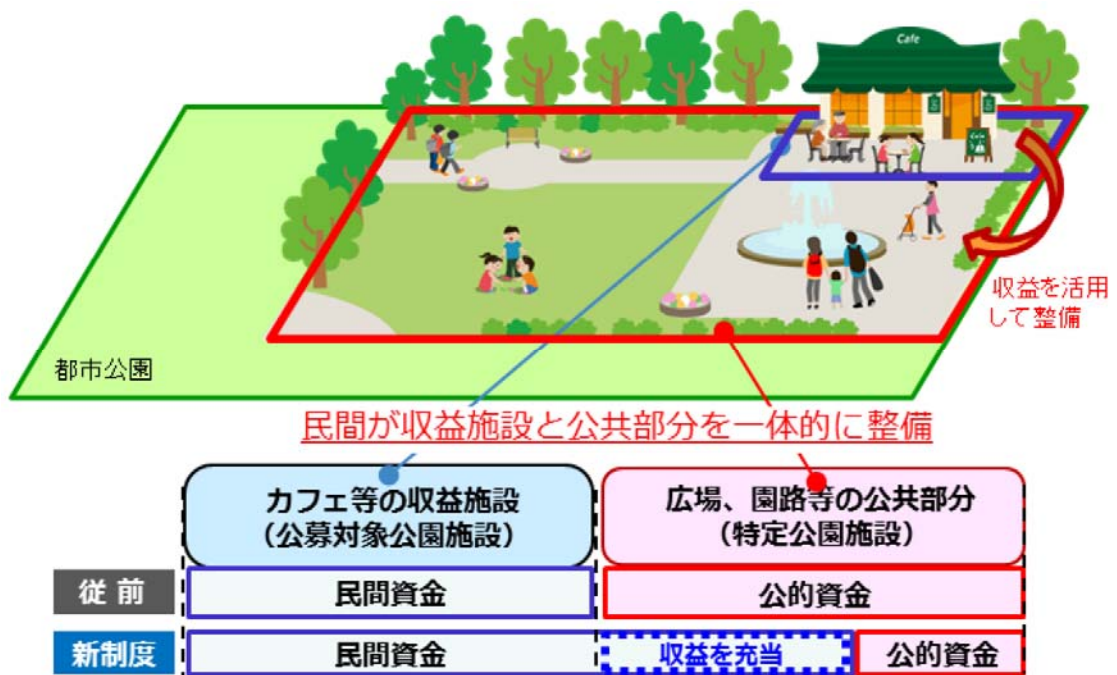 Cafe
Cafe
収益を活用
して整備
都市公園
民間が収益施設と公共部分を一体的に整備
カフェ等の収益施設
(公募対象公園施設)
広場、園路等の公共部分
(特定公園施設)
従前
民間資金
公的資金
新制度
民間資金
収益を充当
公的資金